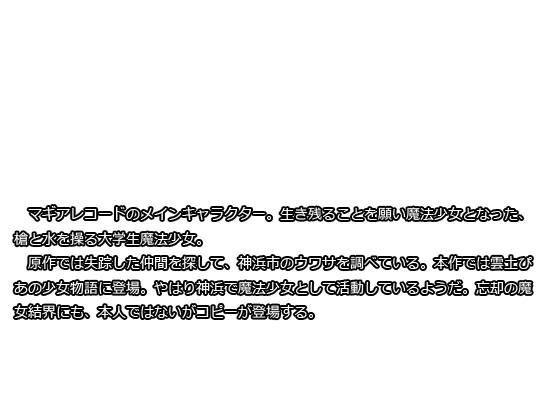 マギアレコードのメインキャラクター。生き残ることを願い魔法少女となった、
槍と水を操る大学生魔法少女。
　原作では失踪した仲間を探して、神浜市のウワサを調べている。本作では雲土ぴ
あの少女物語に登場。やはり神浜で魔法少女として活動しているようだ。忘却の魔
女結界にも、本人ではないがコピーが登場する。